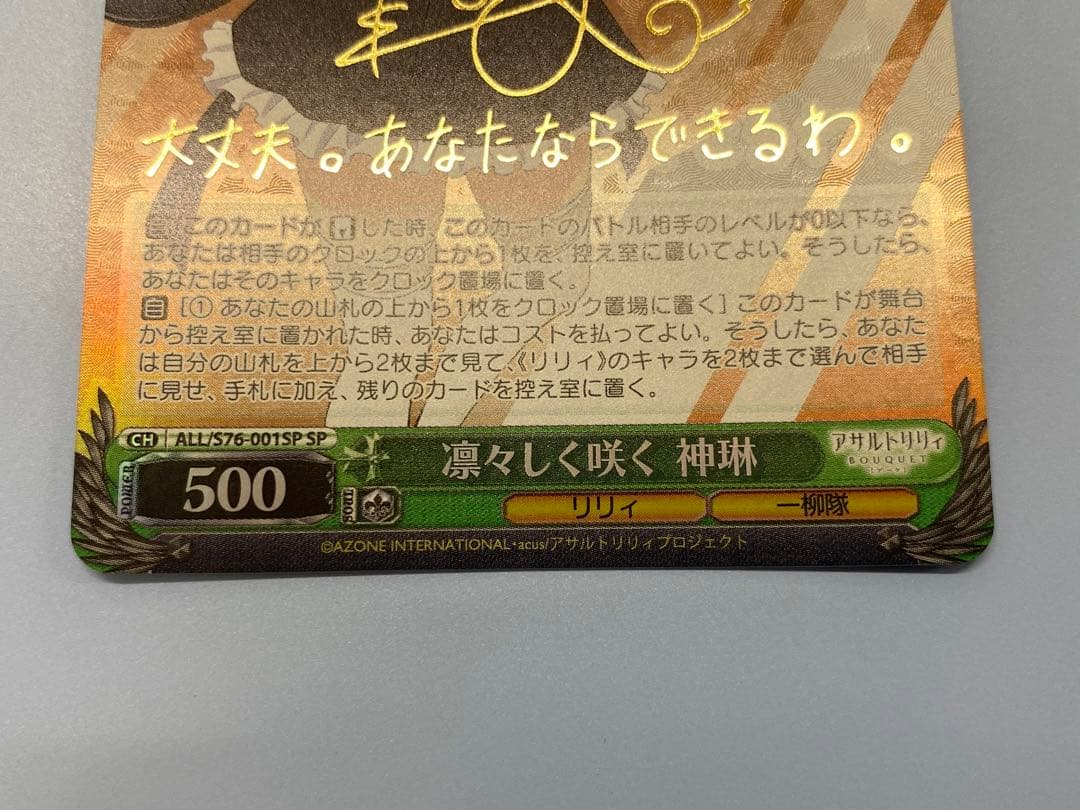 大丈夫。あなたならできるわ。
自 このカードが した時、このカードのバトル相手のレベルが0以下なら、
あなたは相手のクロックの上から1枚を、控え室に置いてよい。そうしたら、
あなたはそのキャラをクロック置場に置く。
自 [① あなたの山札の上から1枚をクロック置場に置く] このカードが舞台
から控え室に置かれた時、あなたはコストを払ってよい。そうしたら、あなた
は自分の山札を上から2枚まで見て、《リリィ》のキャラを2枚まで選んで相手
に見せ、手札に加え、残りのカードを控え室に置く。
CH ALL/S76-001SP SP
凛々しく咲く 神琳
アサルトリリィ
BOUQUET
[ブーケ]
POWER 500
SOUL
リリィ 一柳隊
©AZONE INTERNATIONAL・acus/アサルトリリィプロジェクト